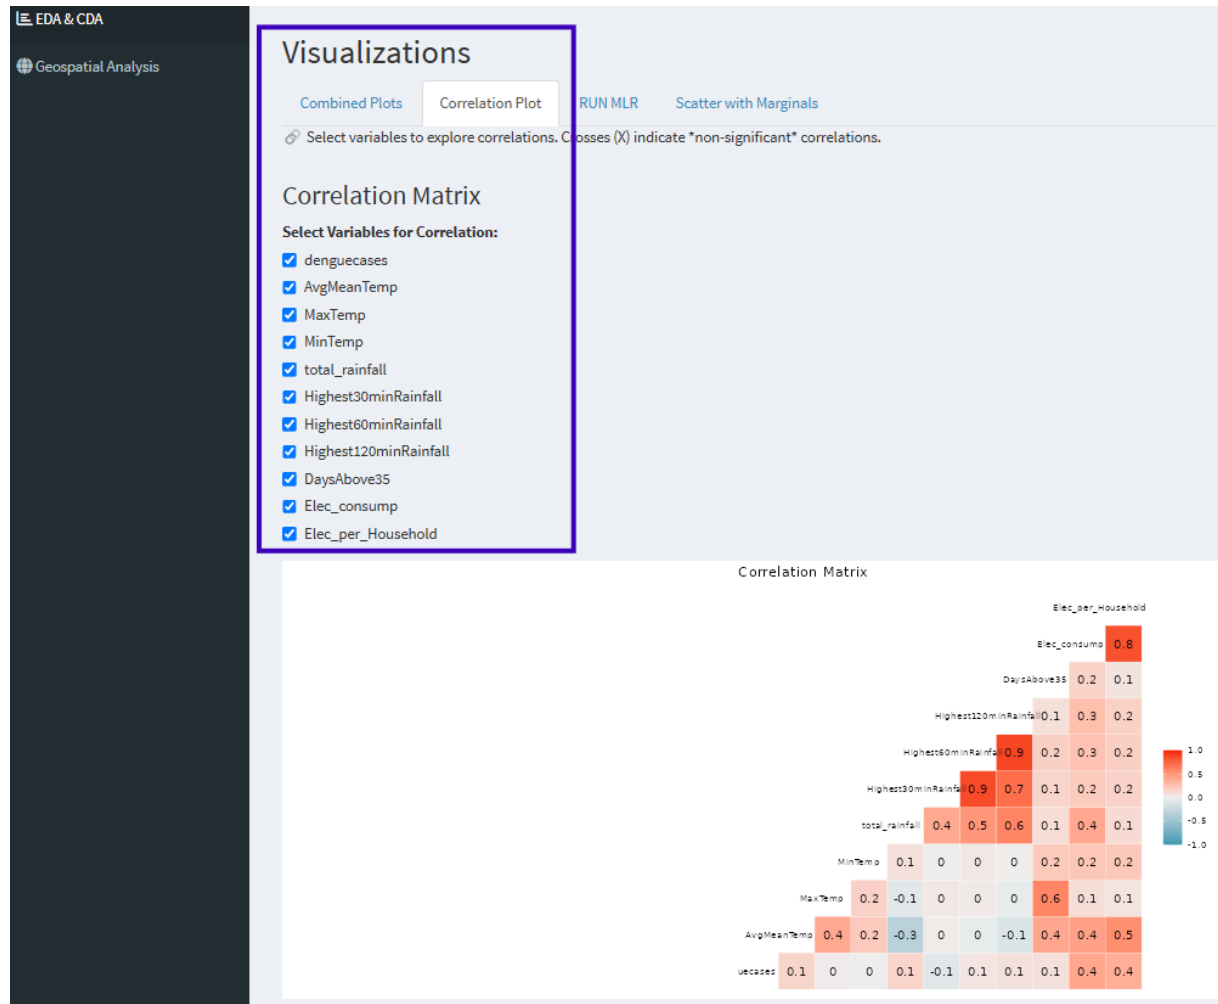 EDA & CDA
Geospatial Analysis
Visualizations
Combined Plots Correlation Plot RUN MLR Scatter with Marginals
Select variables to explore correlations. Crosses (X) indicate *non-significant* correlations.
Correlation Matrix
Select Variables for Correlation:
denguecases
AvgMeanTemp
MaxTemp
MinTemp
total_rainfall
Highest30minRainfall
Highest60minRainfall
Highest120minRainfall
DaysAbove35
Elec_consump
Elec_per_Household
Correlation Matrix
Elec_per_Household
Elec_consump 0.8
DaysAbove35 0.2 0.1
Highest120minRainfall 0.1 0.3 0.2
Highest60minRainfa 0.9 0.2 0.3 0.2
Highest30minRainfa 0.9 0.7 0.1 0.2 0.2
total_rainfall 0.4 0.5 0.6 0.1 0.4 0.1
MinTemp 0.1 0 0 0 0.2 0.2 0.2
MaxTemp 0.2 -0.1 0 0 0 0.6 0.1 0.1
AvgMeanTemp 0.4 0.2 -0.3 0 0 -0.1 0.4 0.4 0.5
uecases 0.1 0 0 0.1 -0.1 0.1 0.1 0.1 0.4 0.4
1.0
0.5
0.0
-0.5
-1.0